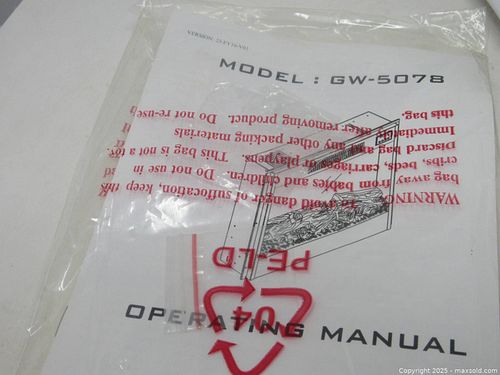 VERSION:
MODEL : GW-5078
WARNING: To avoid danger of suffocation, keep this
bag away from babies and children. Do not use in
cribs, beds, carriages or playpens. This bag is not a toy.
Discard bag and any other packing materials
Immediately after removing product. Do not re-use
this bag.
04
PE-LD
OPERATING MANUAL
Copyright © 2025 - maxsold.com